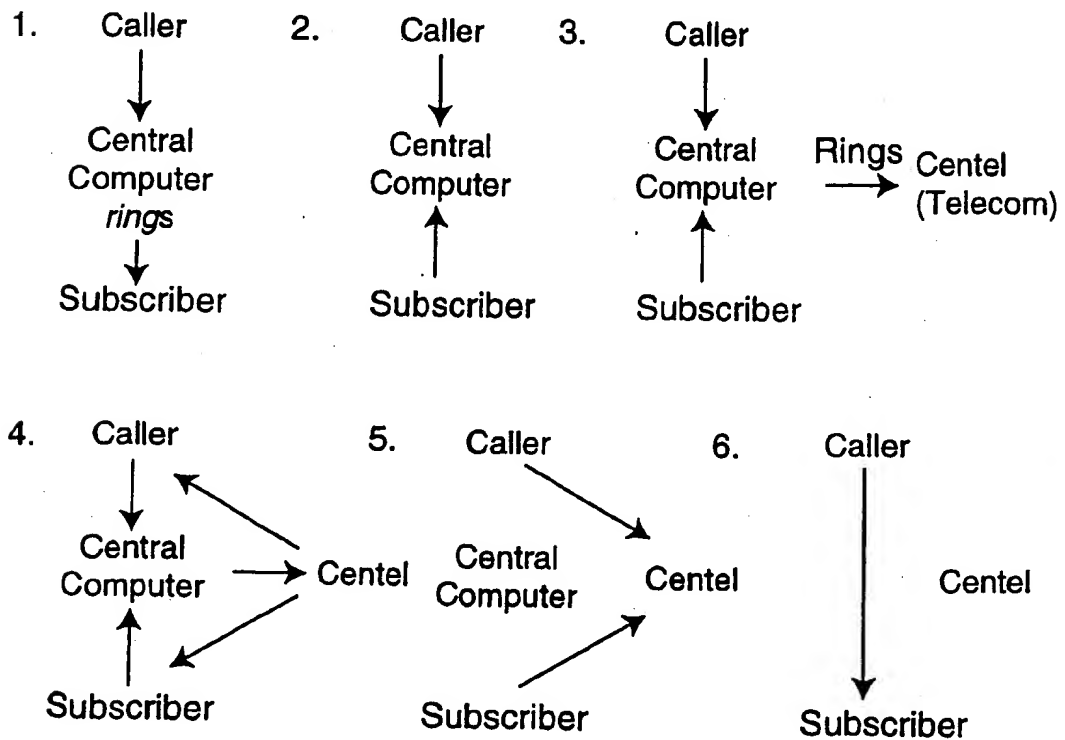 1. Caller
Central
Computer
rings
Subscriber
2. Caller
Central
Computer
Subscriber
3. Caller
Central
Computer
Rings
Centel
(Telecom)
Subscriber
4. Caller
Central
Computer
Centel
Subscriber
5. Caller
Central
Computer
Centel
Subscriber
6. Caller
Centel
Subscriber